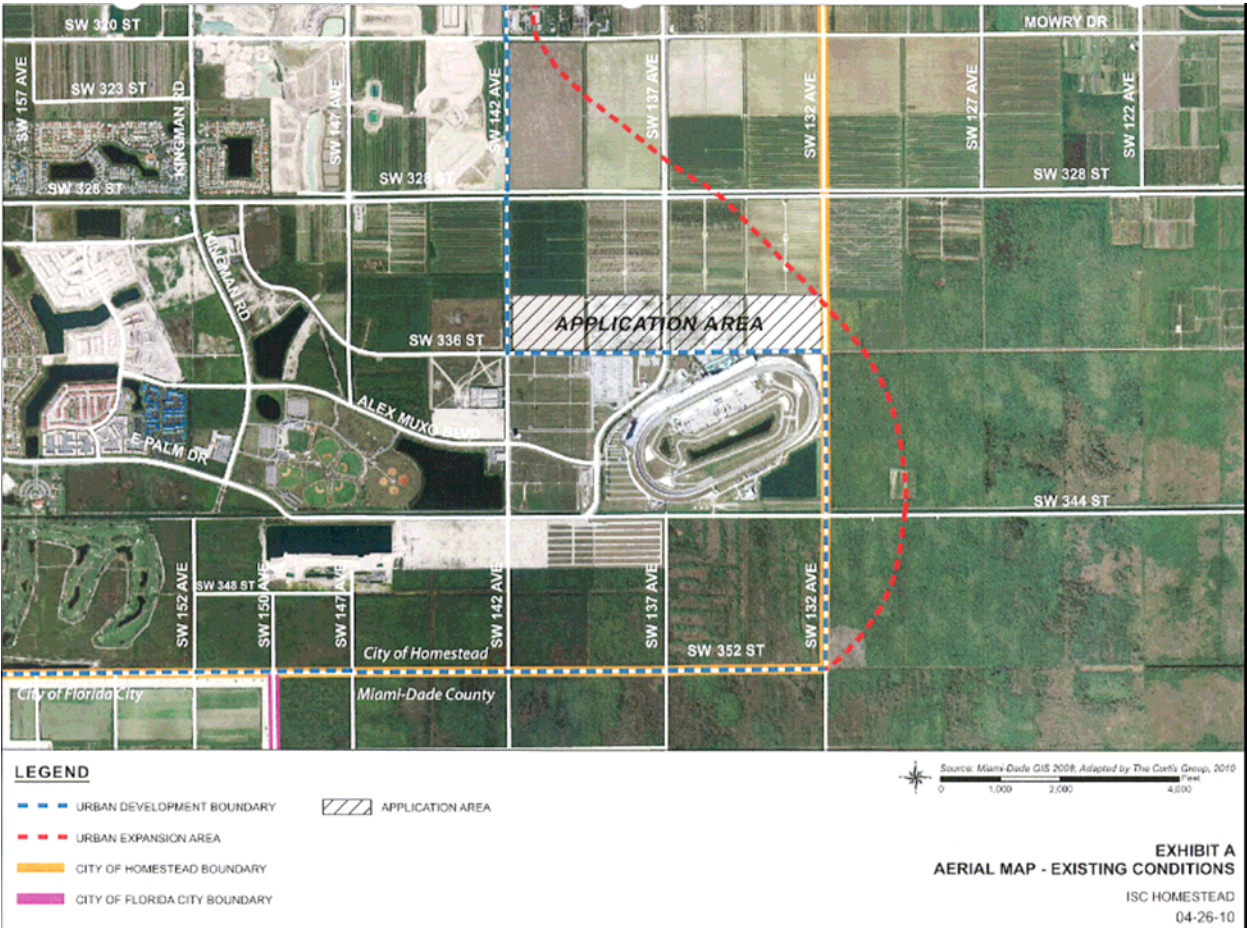 SW 320 ST
MOWRY DR
SW 157 AVE
SW 323 ST
KINGMAN RD
SW 147 AVE
SW 142 AVE
SW 137 AVE
SW 132 AVE
SW 127 AVE
SW 122 AVE
SW 328 ST
SW 328 ST
SW 328 ST
KINGMAN RD
SW 336 ST
APPLICATION AREA
ALEX MUXO BLVD
E PALM DR
SW 344 ST
SW 152 AVE
SW 348 ST
SW 150 AVE
SW 147 AVE
SW 142 AVE
SW 137 AVE
SW 132 AVE
City of Homestead
SW 352 ST
City of Florida City
Miami-Dade County
LEGEND
URBAN DEVELOPMENT BOUNDARY
APPLICATION AREA
URBAN EXPANSION AREA
CITY OF HOMESTEAD BOUNDARY
CITY OF FLORIDA CITY BOUNDARY
Source: Miami-Dade GIS 2009, Adapted by The Curtis Group, 2010
Feet
0 1,000 2,000 4,000
EXHIBIT A
AERIAL MAP - EXISTING CONDITIONS
ISC HOMESTEAD
04-26-10